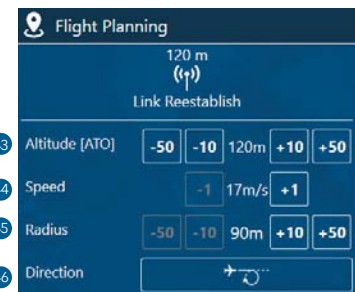 Flight Planning
120 m
Link Reestablish
3 Altitude [ATO] -50 -10 120m +10 +50
4 Speed -1 17m/s +1
5 Radius -50 -10 90m +10 +50
6 Direction